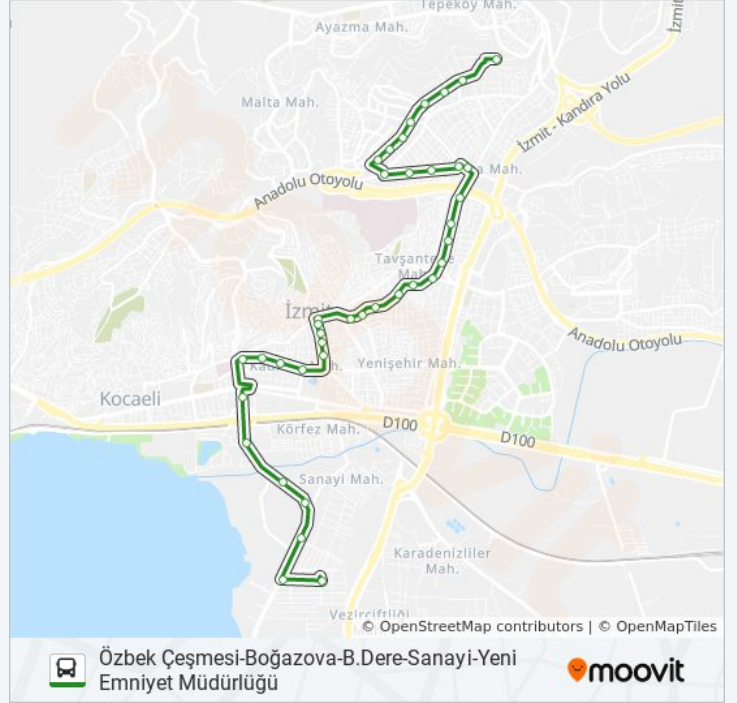 Tepeköy Mah.
Ayazma Mah.
İzmit
Malta Mah.
İzmit - Kandıra Yolu
Mah.
Anadolu Otoyolu
Tavşantepe
Mah.
İzmit
Anadolu Otoyolu
Yenişehir Mah.
Kocaeli
D100
Körfez Mah.
D100
Sanayi Mah.
Karadenizliler
Mah.
Vezirçiftliği
© OpenStreetMap contributors | © OpenMapTiles
Özbek Çeşmesi-Boğazova-B.Dere-Sanayi-Yeni
Emniyet Müdürlüğü
moovit